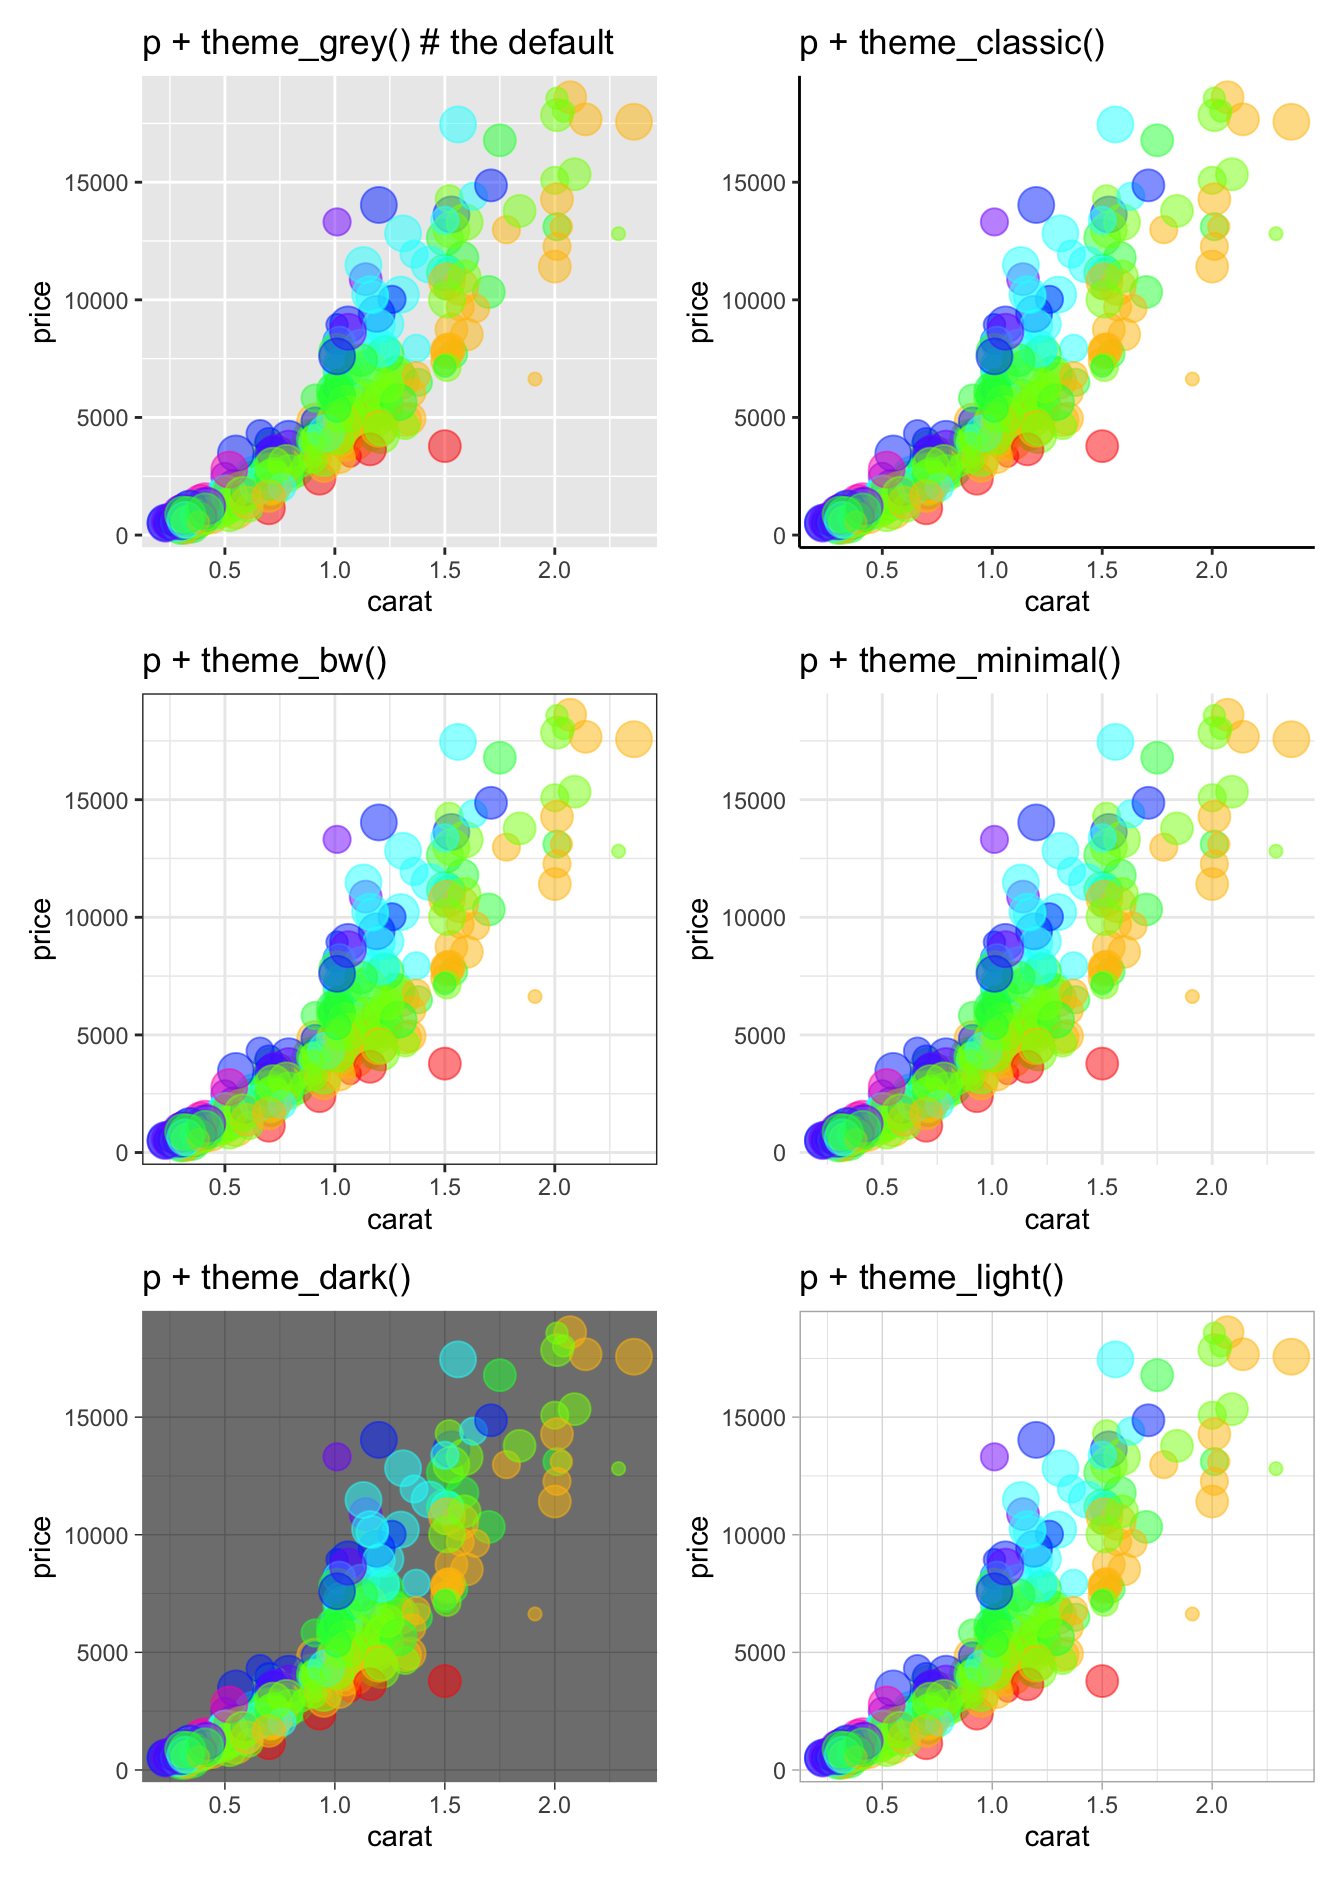 p + theme_grey() # the default
15000
10000
5000
0
price
0.5 1.0 1.5 2.0
carat
p + theme_classic()
15000
10000
5000
0
price
0.5 1.0 1.5 2.0
carat
p + theme_bw()
15000
10000
5000
0
price
0.5 1.0 1.5 2.0
carat
p + theme_minimal()
15000
10000
5000
0
price
0.5 1.0 1.5 2.0
carat
p + theme_dark()
15000
10000
5000
0
price
0.5 1.0 1.5 2.0
carat
p + theme_light()
15000
10000
5000
0
price
0.5 1.0 1.5 2.0
carat